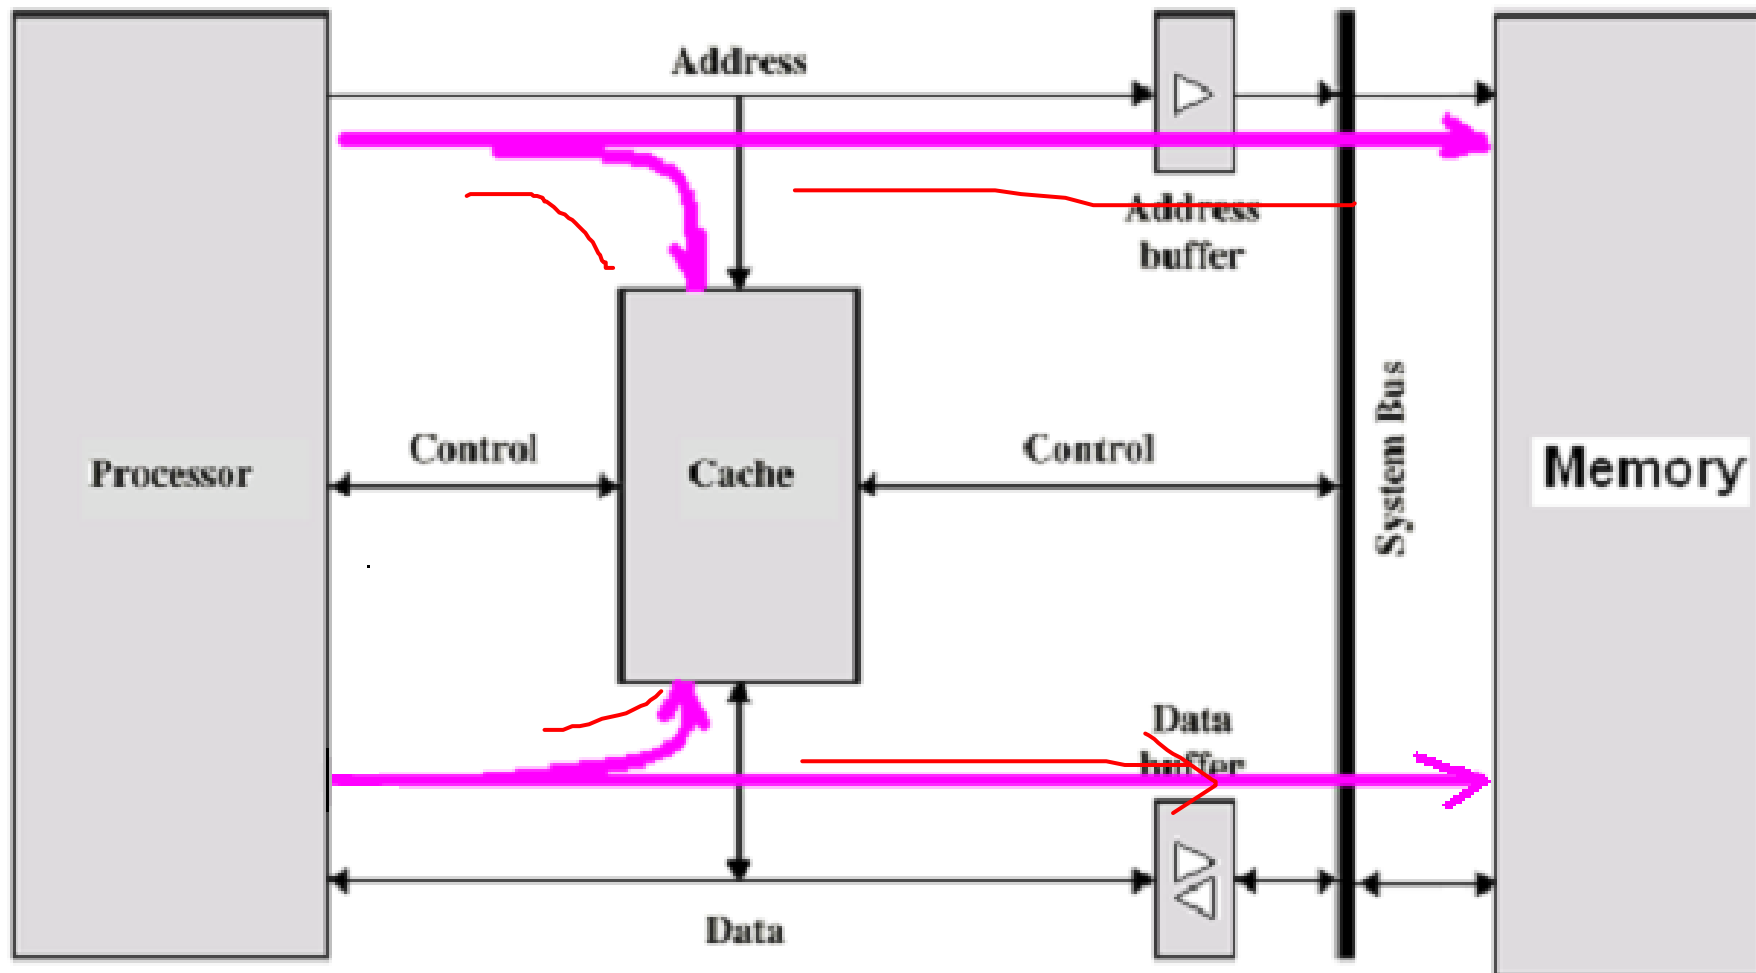 Address
Address
buffer
Processor
Control
Cache
Control
System Bus
Memory
Data
buffer
Data